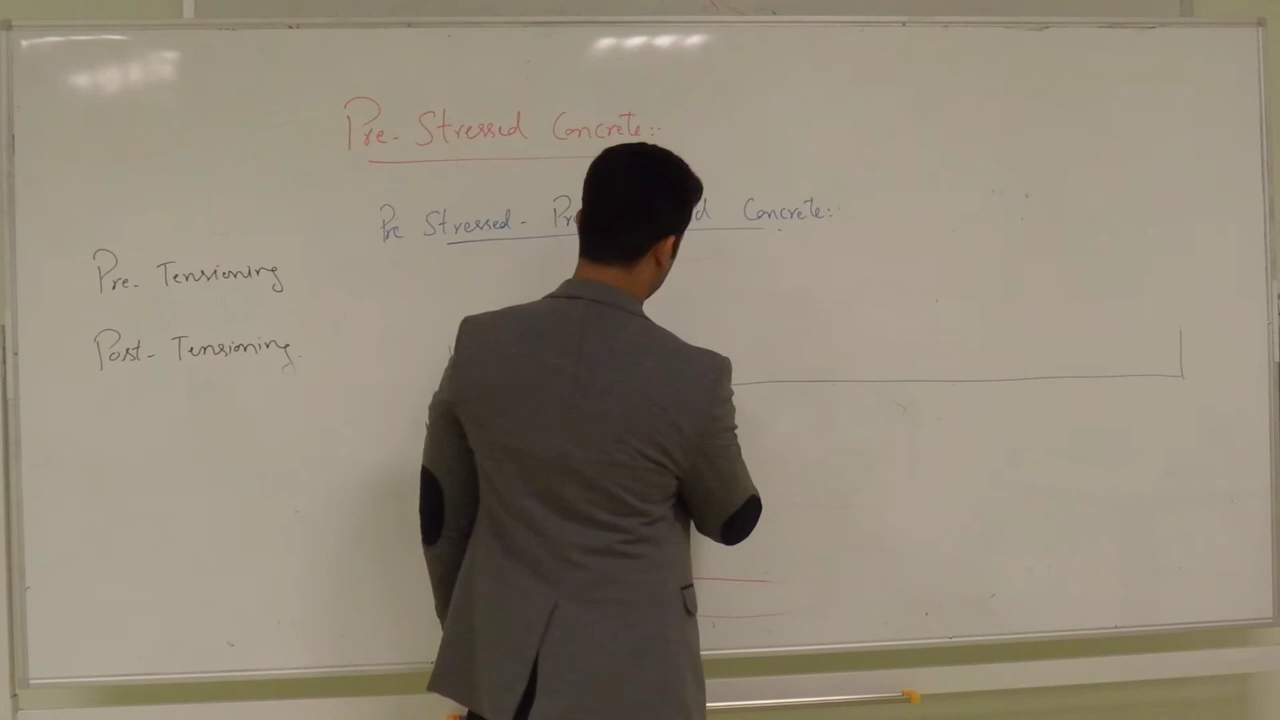 Pre-Stressed Concrete:-
Pre Stressed - Concrete:-
Pre- Tensioning
Post- Tensioning.